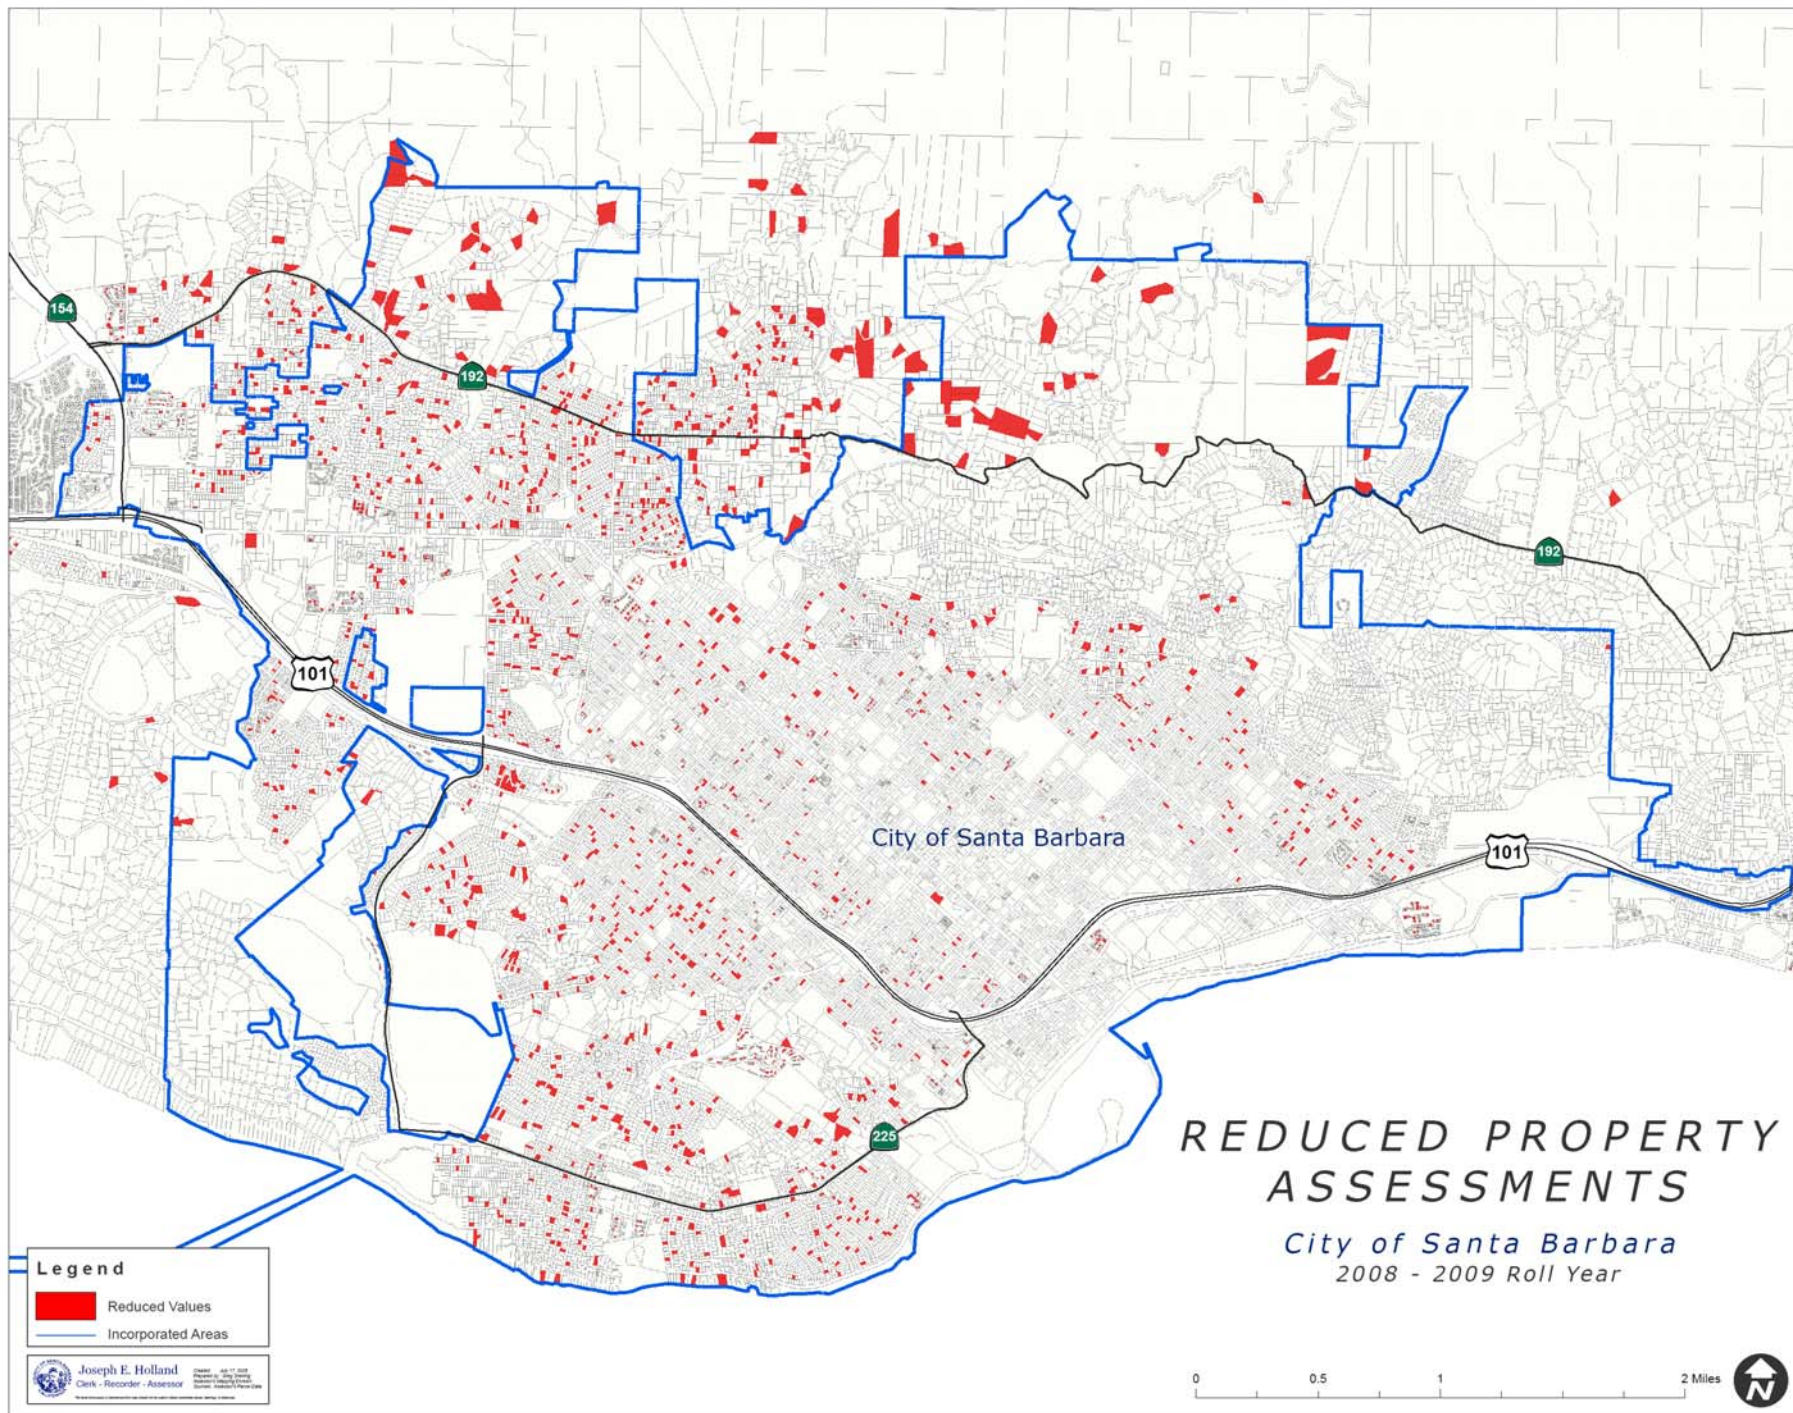 154
192
192
101
City of Santa Barbara
101
225
REDUCED PROPERTY
ASSESSMENTS
City of Santa Barbara
2008 - 2009 Roll Year
Legend
Reduced Values
Incorporated Areas
Joseph E. Holland
Clerk - Recorder - Assessor
0 0.5 1 2 Miles
N